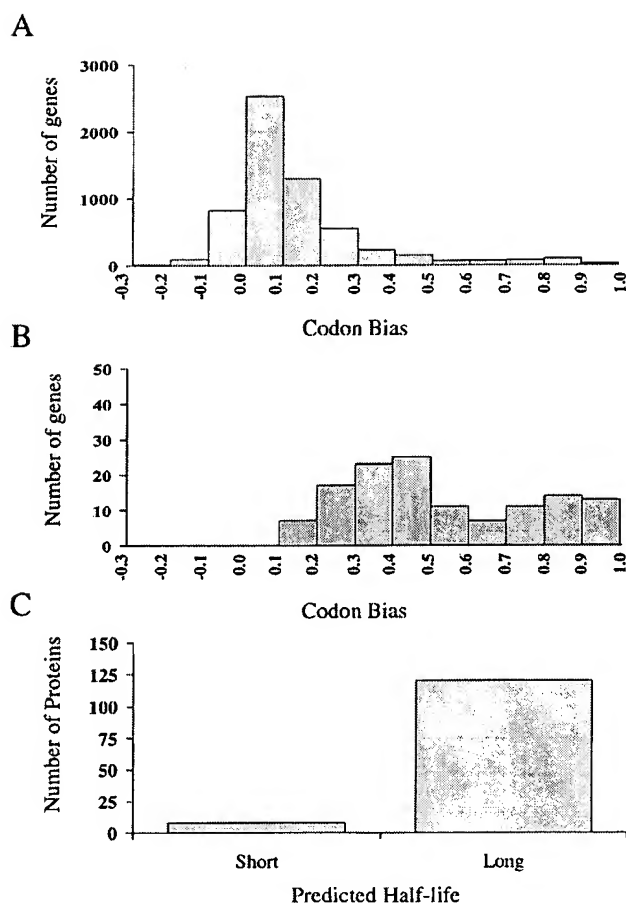 A
Number of genes
3000
2000
1000
0
-0.3 -0.2 -0.1 0.0 0.1 0.2 0.3 0.4 0.5 0.6 0.7 0.8 0.9 1.0
Codon Bias
B
Number of genes
50
40
30
20
10
0
-0.3 -0.2 -0.1 0.0 0.1 0.2 0.3 0.4 0.5 0.6 0.7 0.8 0.9 1.0
Codon Bias
C
Number of Proteins
150
125
100
75
50
25
0
Short Long
Predicted Half-life